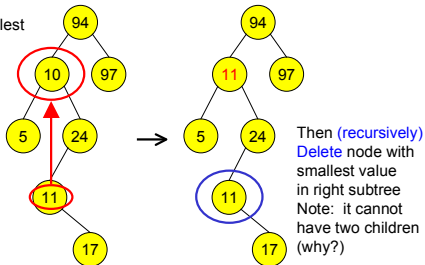 lest
94
10
97
5
24
11
17
94
11
97
5
24
11
17
Then (recursively)
Delete node with
smallest value
in right subtree
Note: it cannot
have two children
(why?)